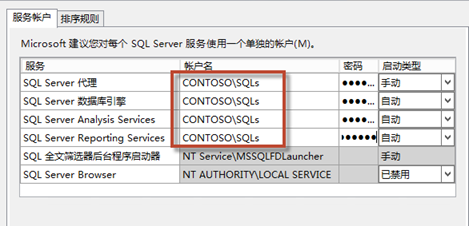 服务帐户 排序规则
Microsoft 建议您对每个 SQL Server 服务使用一个单独的帐户(M)。
服务 帐户名 密码 启动类型
SQL Server 代理 CONTOSO\SQLs ●●●●... 手动
SQL Server 数据库引擎 CONTOSO\SQLs ●●●●... 自动
SQL Server Analysis Services CONTOSO\SQLs ●●●●... 自动
SQL Server Reporting Services CONTOSO\SQLs ●●●●●● 自动
SQL 全文筛选器后台程序启动器 NT Service\MSSQLFDLauncher 手动
SQL Server Browser NT AUTHORITY\LOCAL SERVICE 已禁用